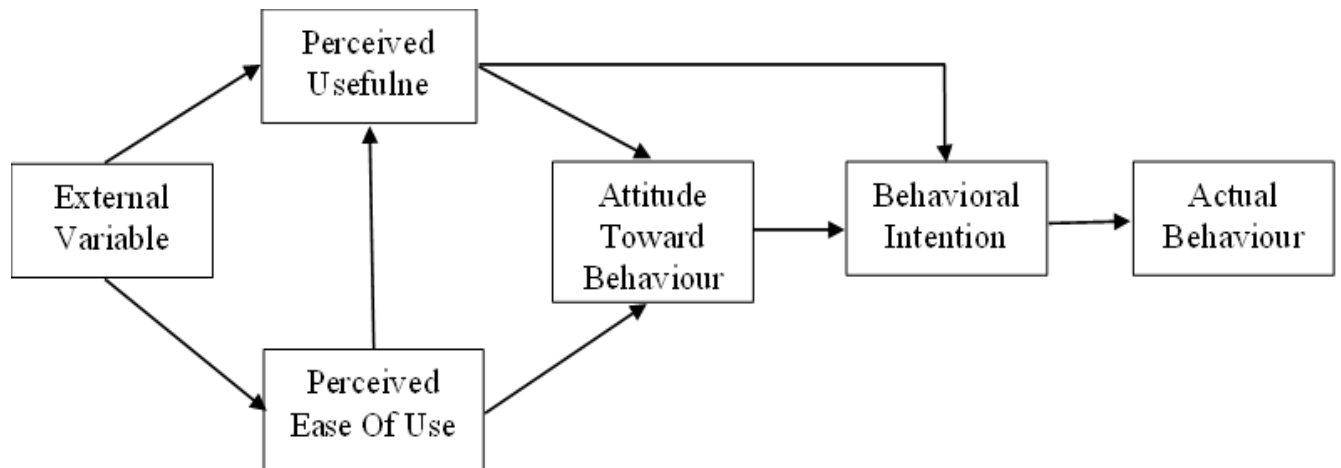 Perceived
Usefulne
External
Variable
Perceived
Ease Of Use
Attitude
Toward
Behaviour
Behavioral
Intention
Actual
Behaviour